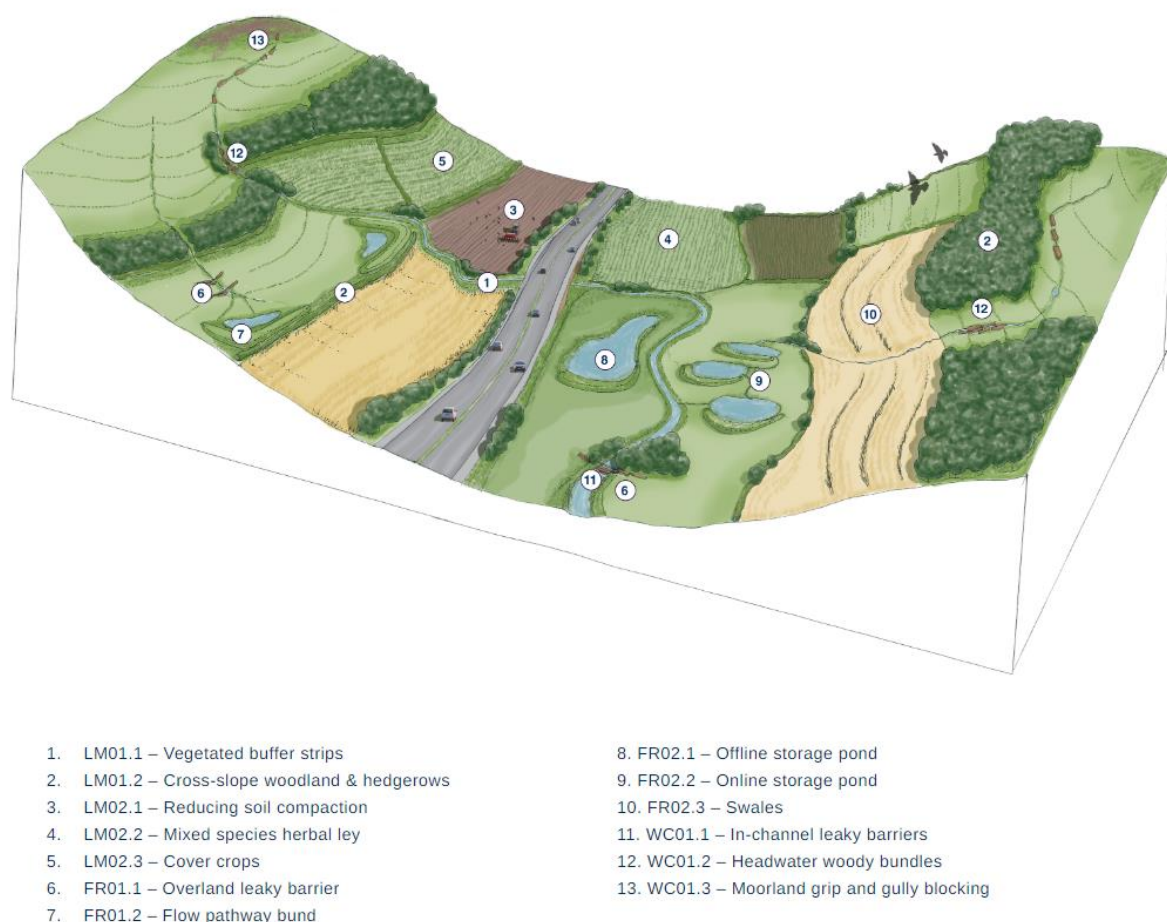 13
12
5
3
4
2
6
2
1
12
10
7
8
9
11
6
1. LM01.1 – Vegetated buffer strips
2. LM01.2 – Cross-slope woodland & hedgerows
3. LM02.1 – Reducing soil compaction
4. LM02.2 – Mixed species herbal ley
5. LM02.3 – Cover crops
6. FR01.1 – Overland leaky barrier
7. FR01.2 – Flow pathway bund
8. FR02.1 – Offline storage pond
9. FR02.2 – Online storage pond
10. FR02.3 – Swales
11. WC01.1 – In-channel leaky barriers
12. WC01.2 – Headwater woody bundles
13. WC01.3 – Moorland grip and gully blocking